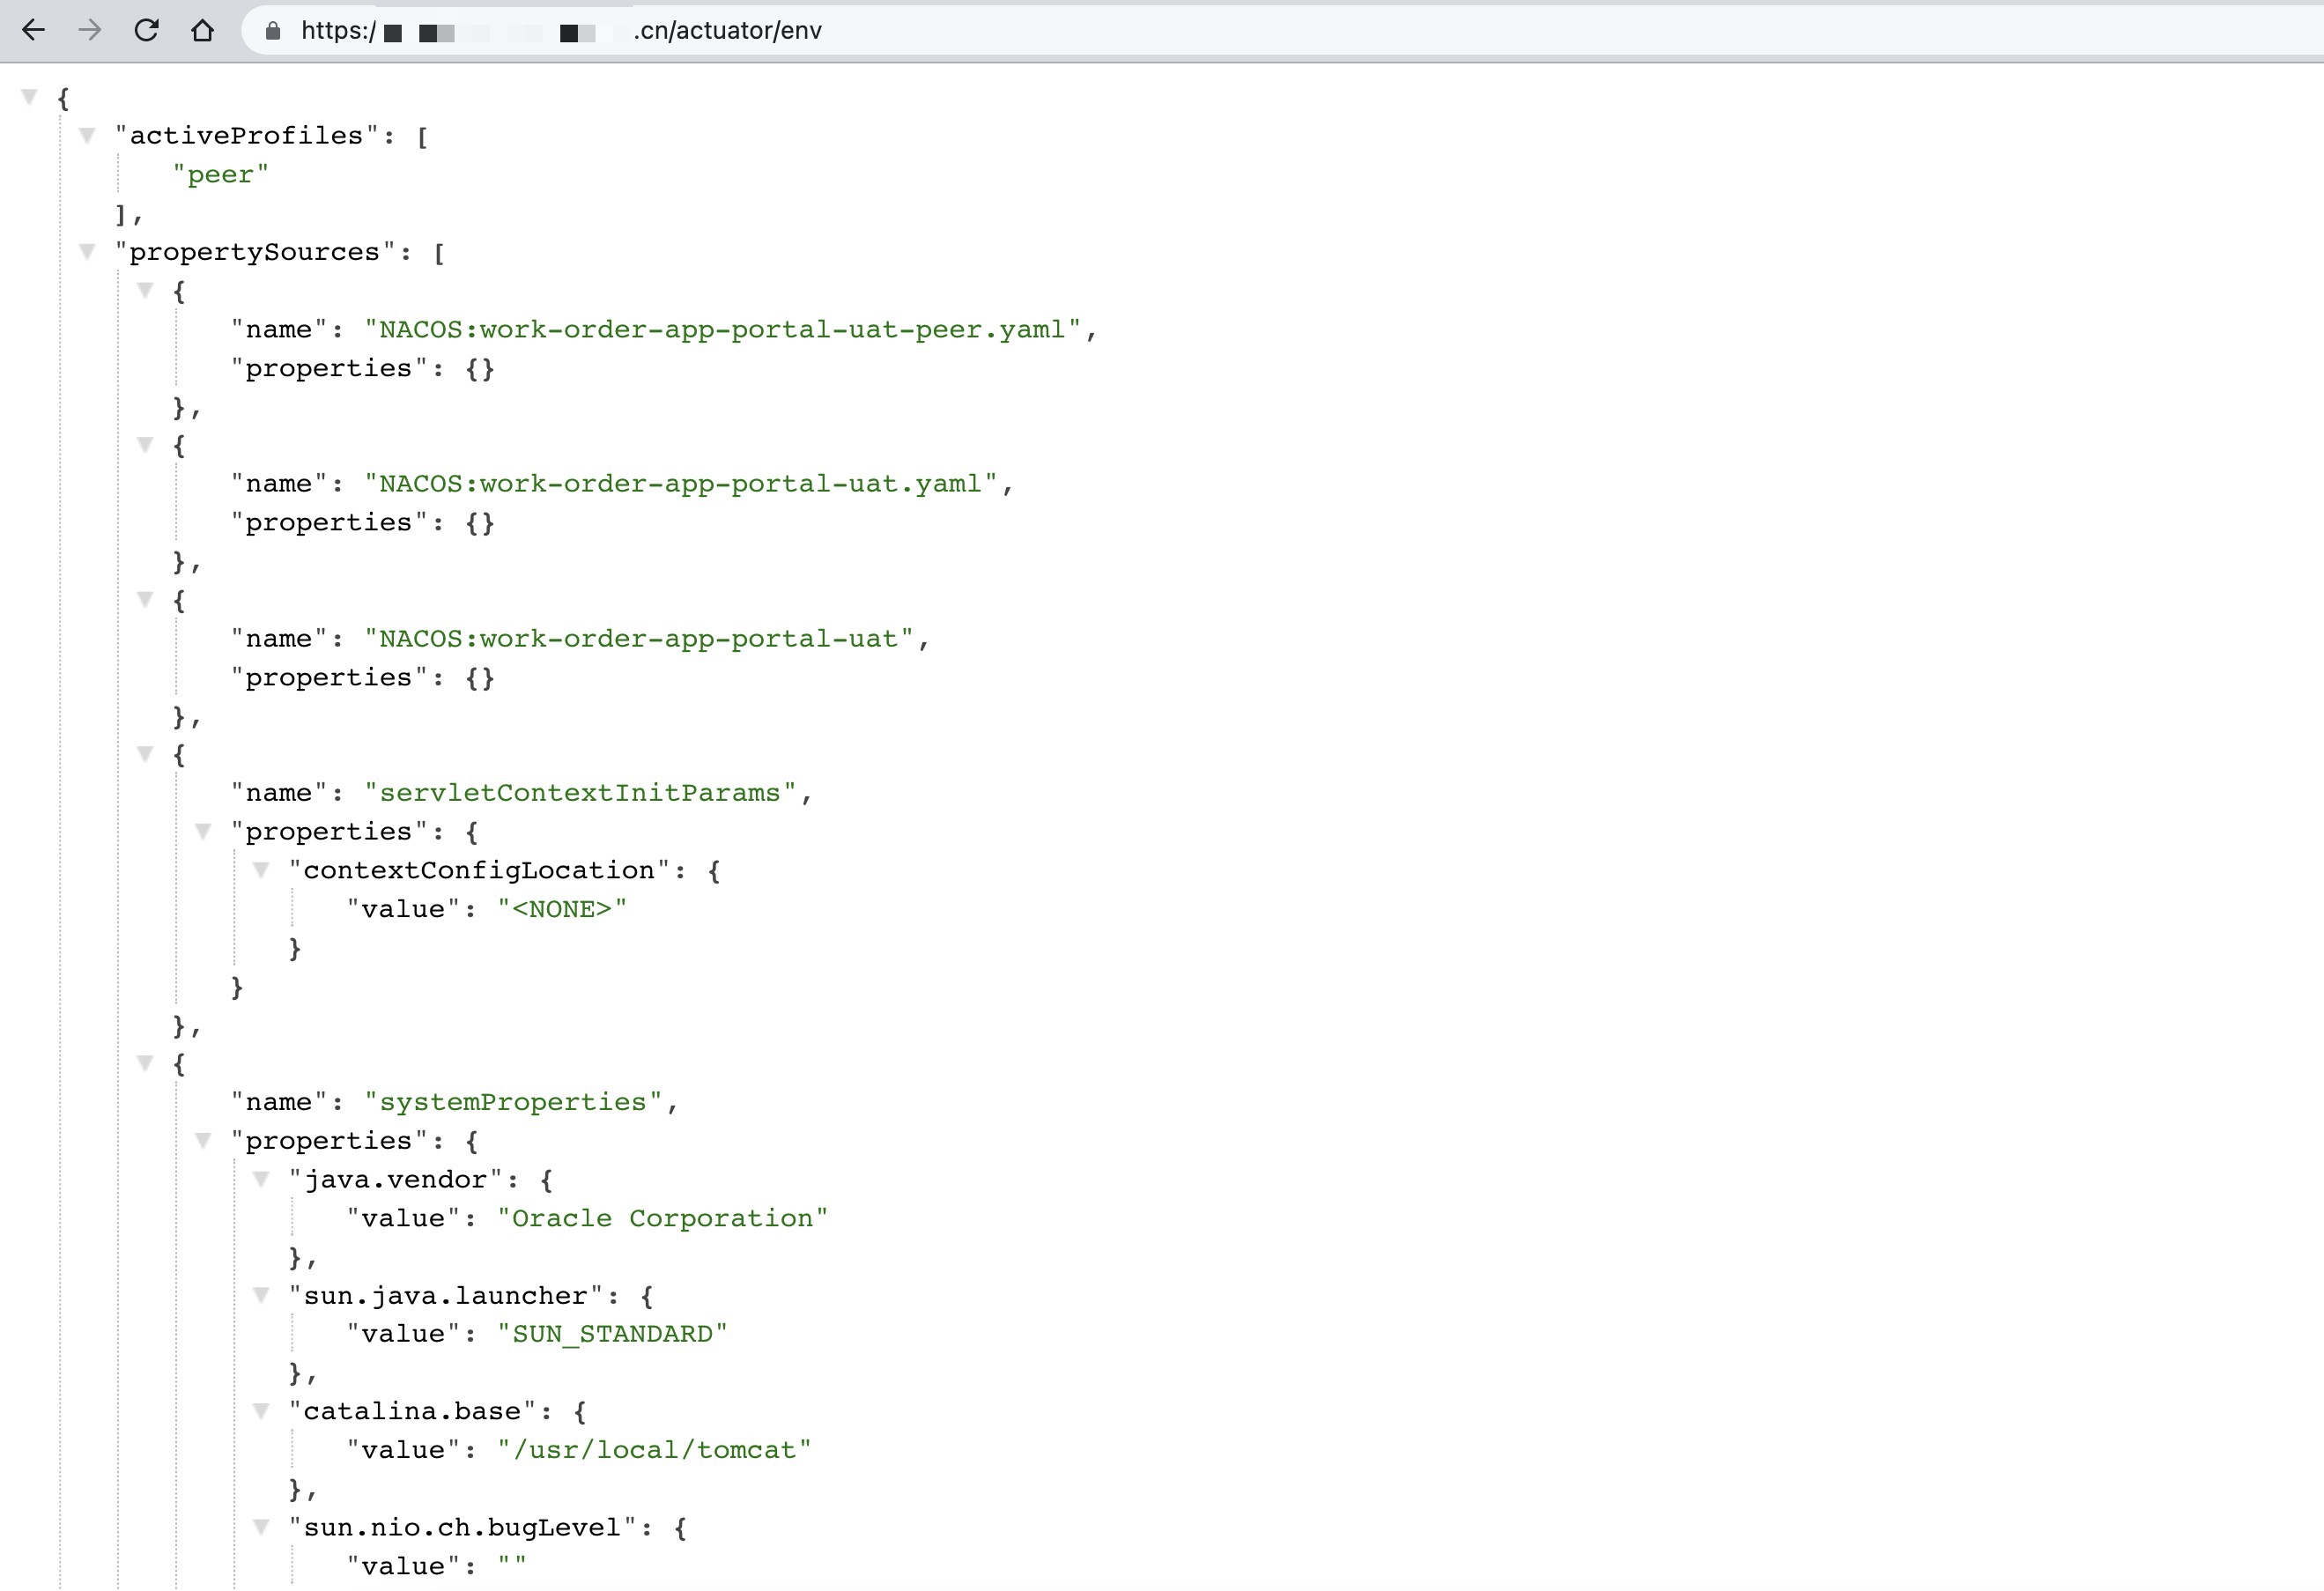 https:/ .cn/actuator/env
{
"activeProfiles": [
"peer"
],
"propertySources": [
{
"name": "NACOS:work-order-app-portal-uat-peer.yaml",
"properties": {}
},
{
"name": "NACOS:work-order-app-portal-uat.yaml",
"properties": {}
},
{
"name": "NACOS:work-order-app-portal-uat",
"properties": {}
},
{
"name": "servletContextInitParams",
"properties": {
"contextConfigLocation": {
"value": "<NONE>"
}
}
},
{
"name": "systemProperties",
"properties": {
"java.vendor": {
"value": "Oracle Corporation"
},
"sun.java.launcher": {
"value": "SUN_STANDARD"
},
"catalina.base": {
"value": "/usr/local/tomcat"
},
"sun.nio.ch.bugLevel": {
"value": ""